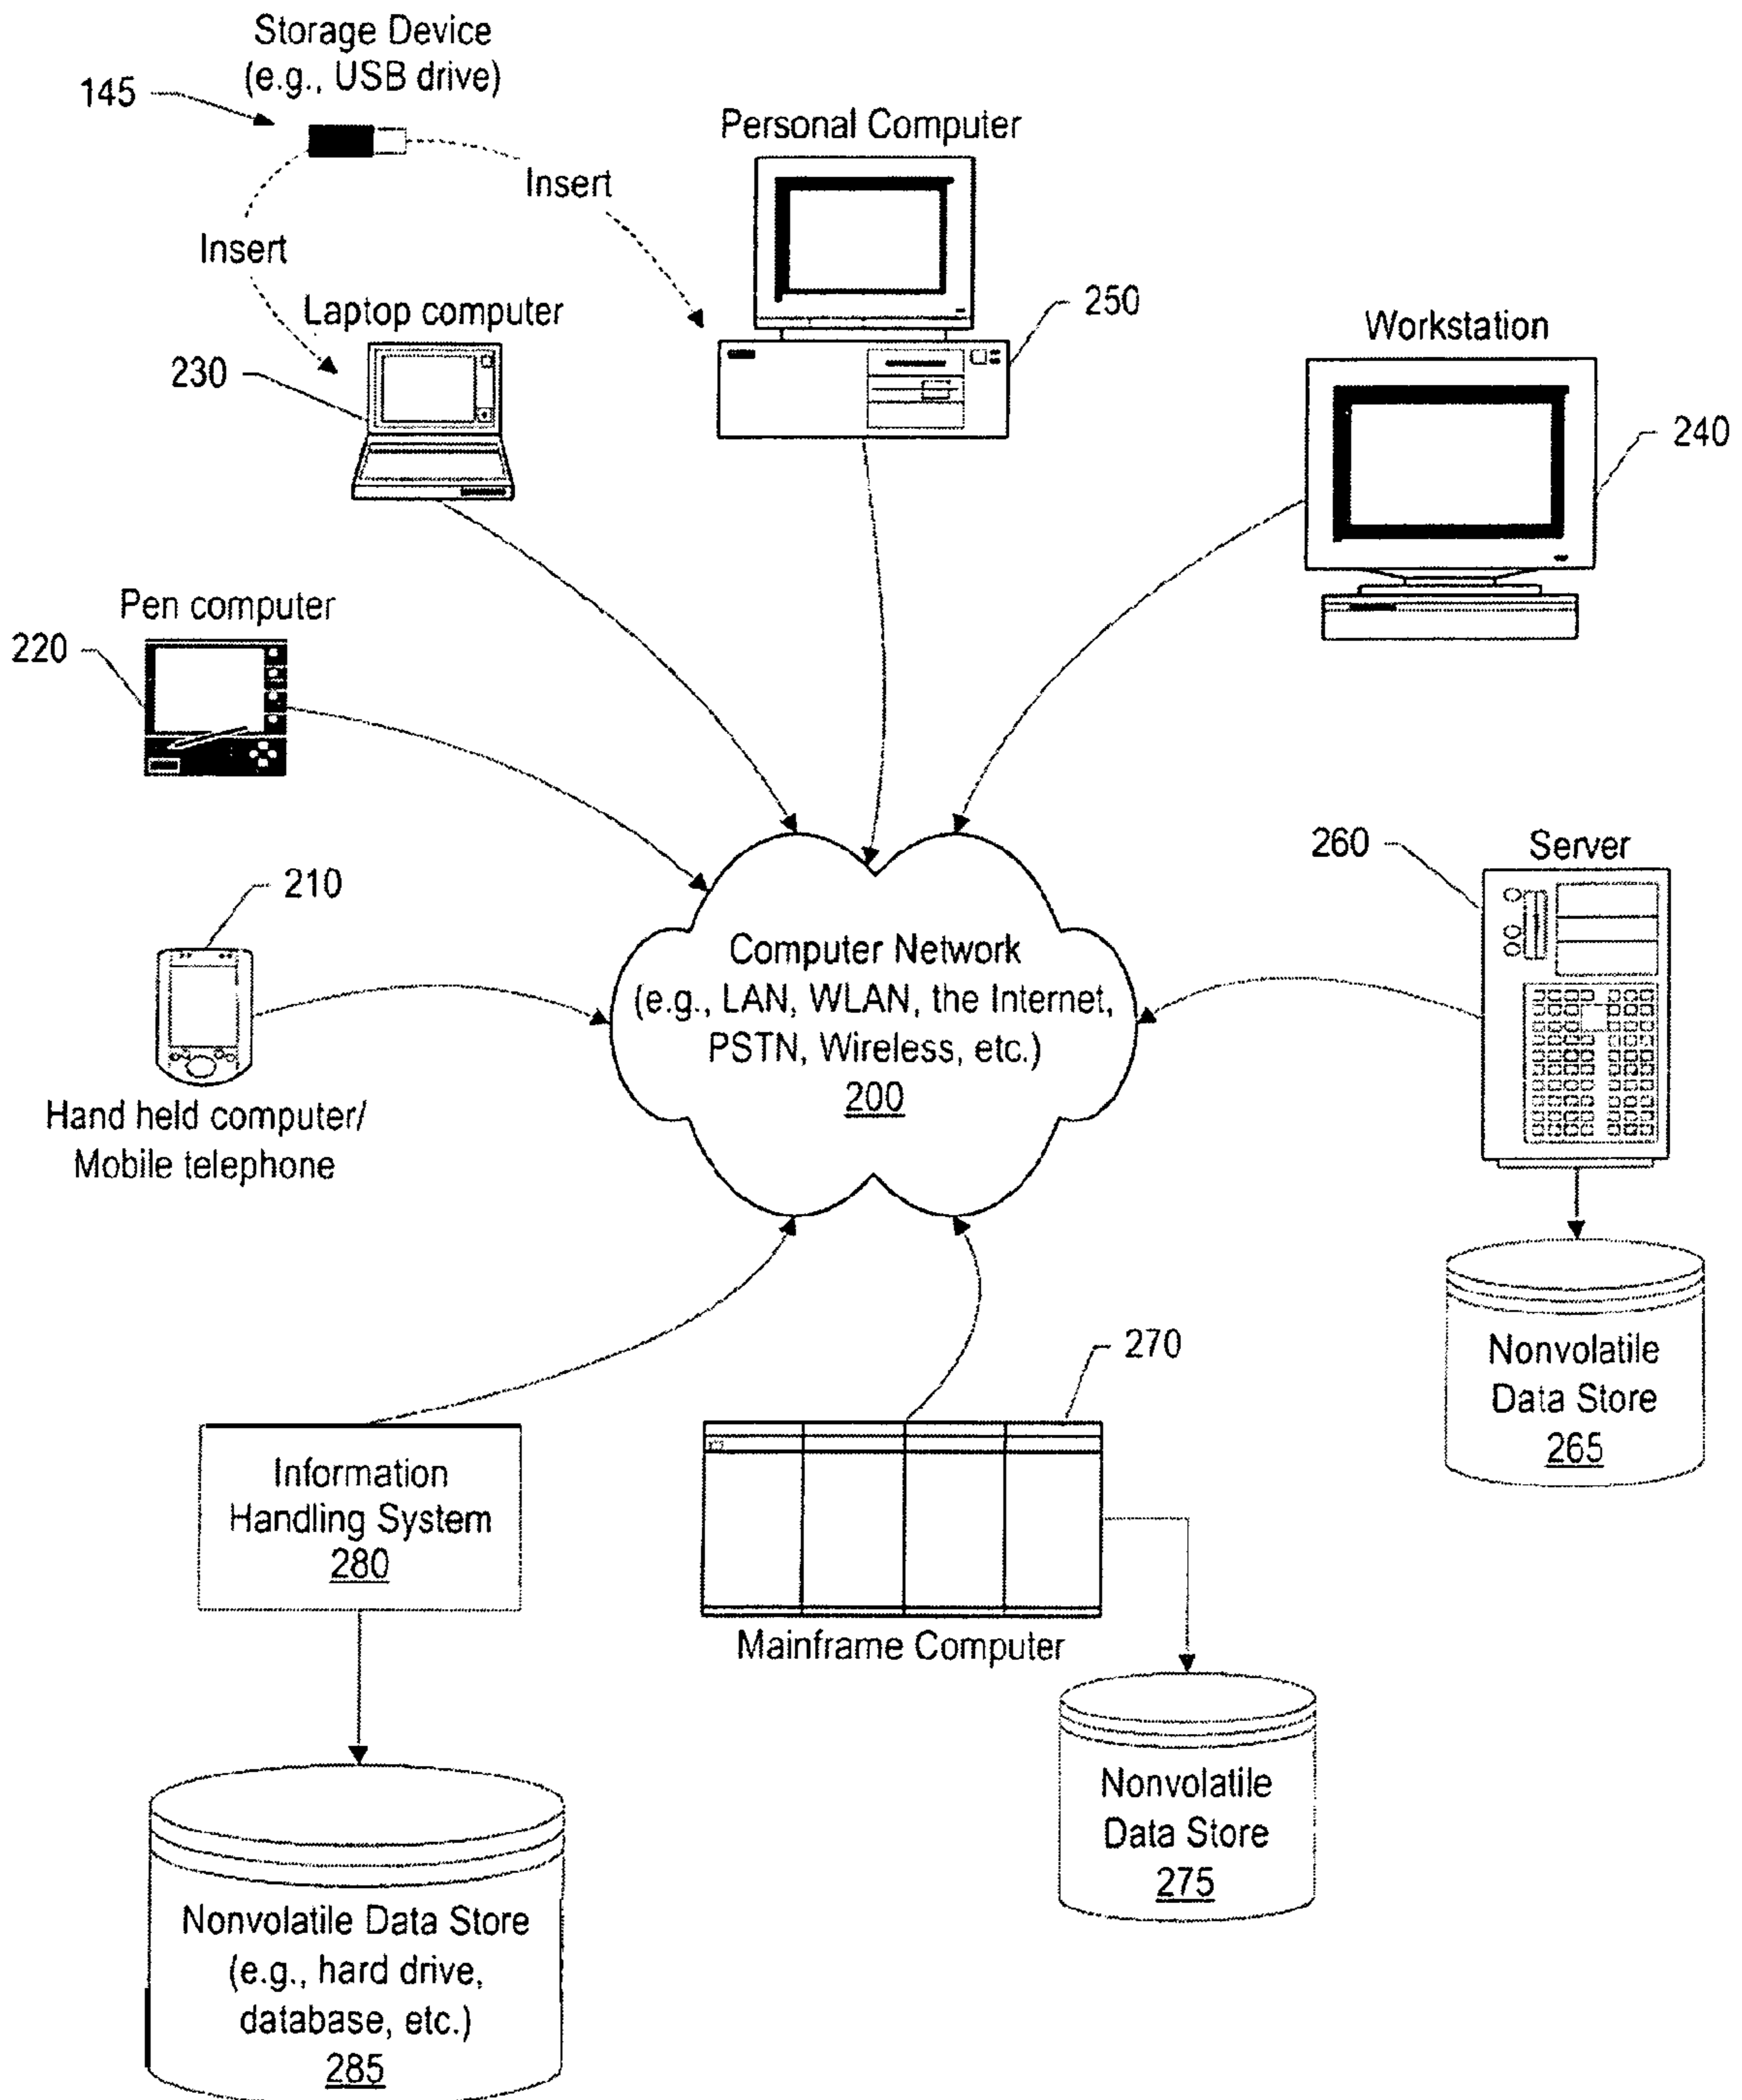 Storage Device
(e.g., USB drive)
145
Personal Computer
Insert
Insert
Laptop computer
250
Workstation
230
240
Pen computer
220
260
Server
210
Computer Network
(e.g., LAN, WLAN, the Internet,
PSTN, Wireless, etc.)
200
Hand held computer/
Mobile telephone
270
Nonvolatile
Data Store
265
Information
Handling System
280
Mainframe Computer
Nonvolatile
Data Store
275
Nonvolatile Data Store
(e.g., hard drive,
database, etc.)
285